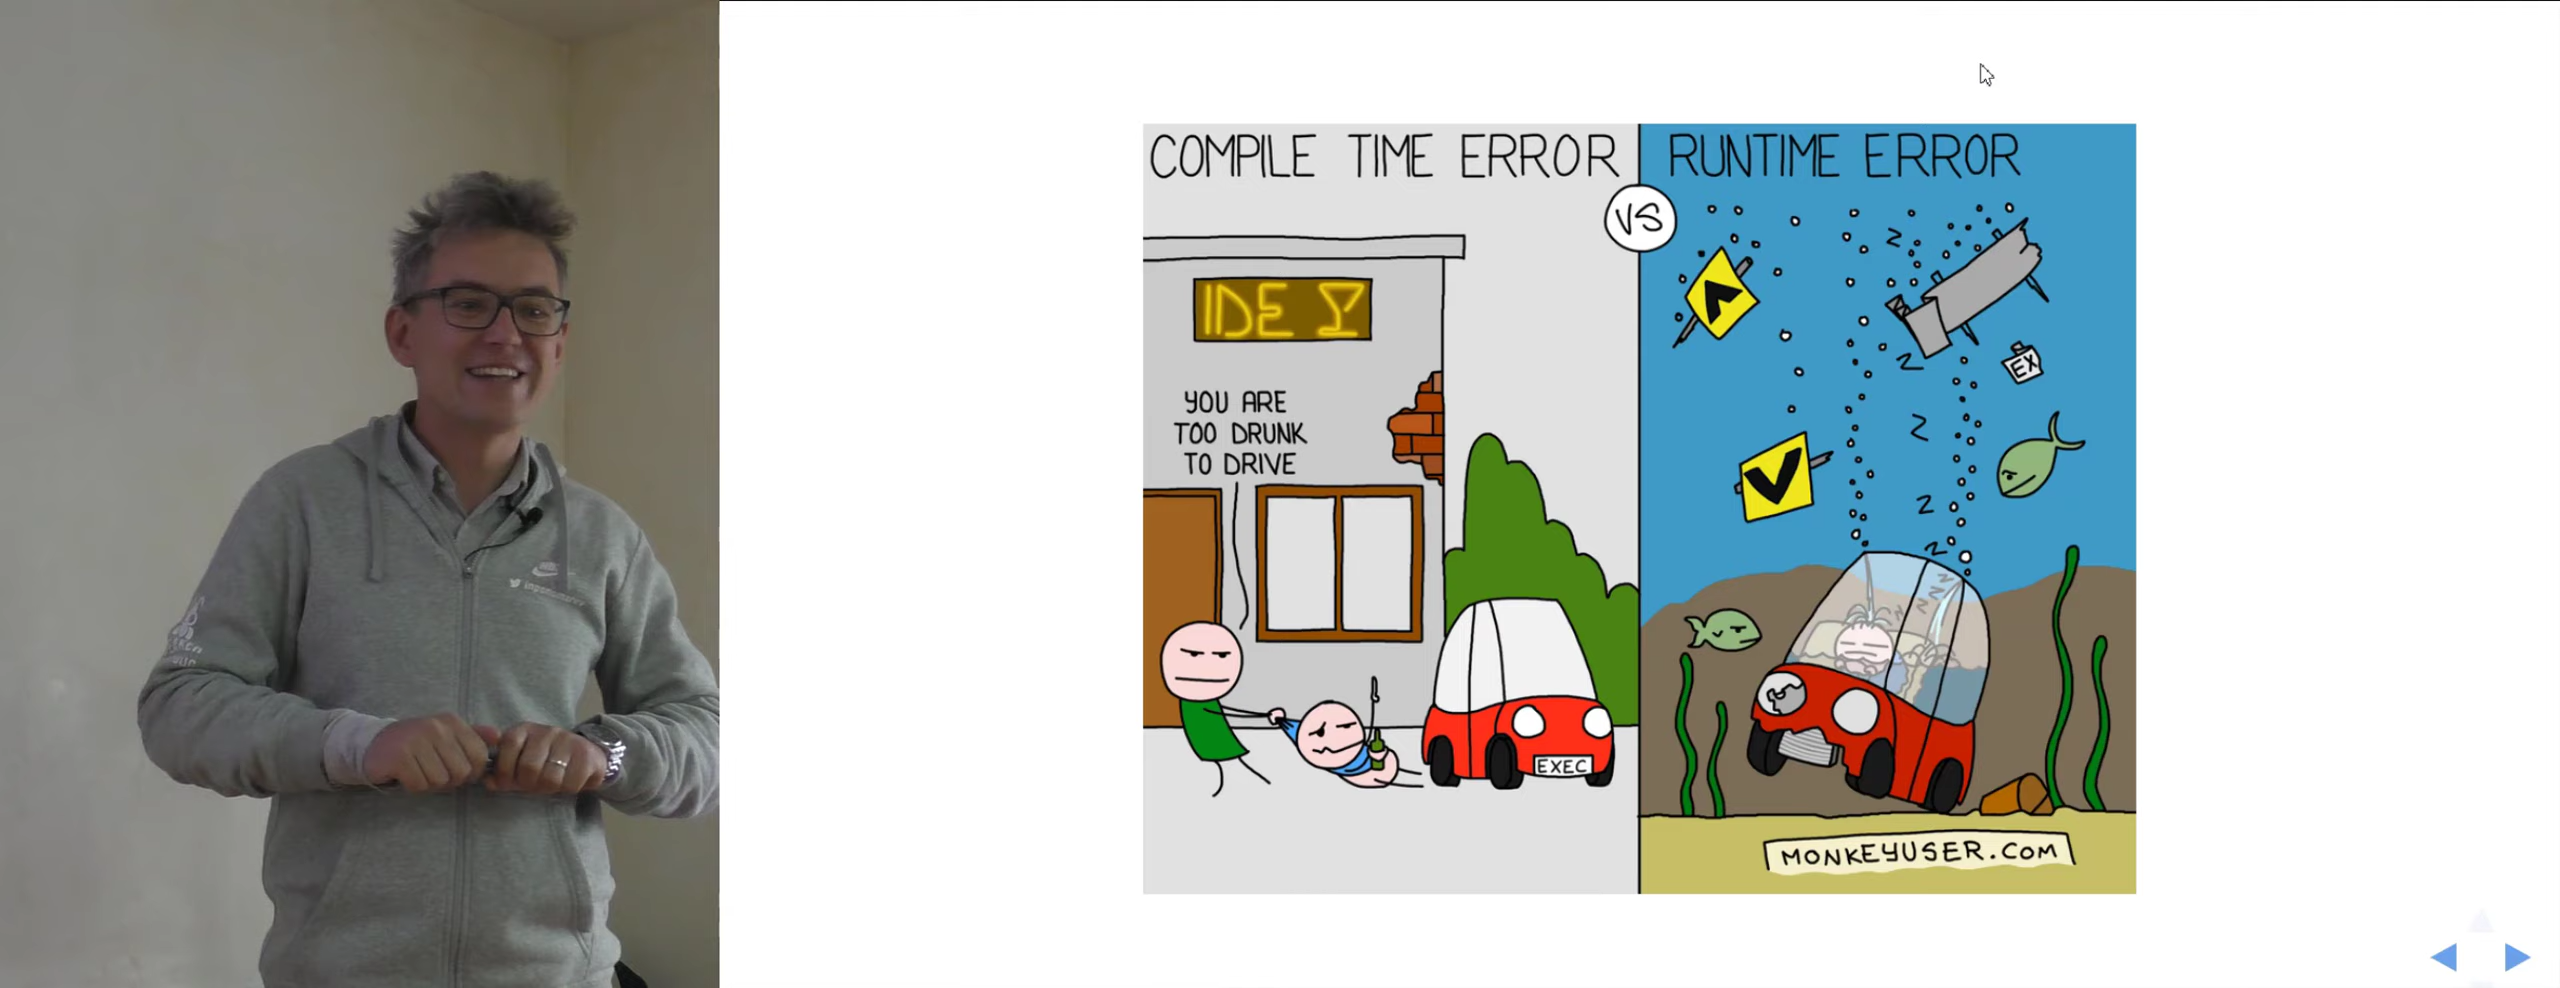 COMPILE TIME ERROR
VS
RUNTIME ERROR
IDE
YOU ARE
TOO DRUNK
TO DRIVE
EXEC
EX
Z
Z
Z
Z
Z
MONKEYUSER.COM